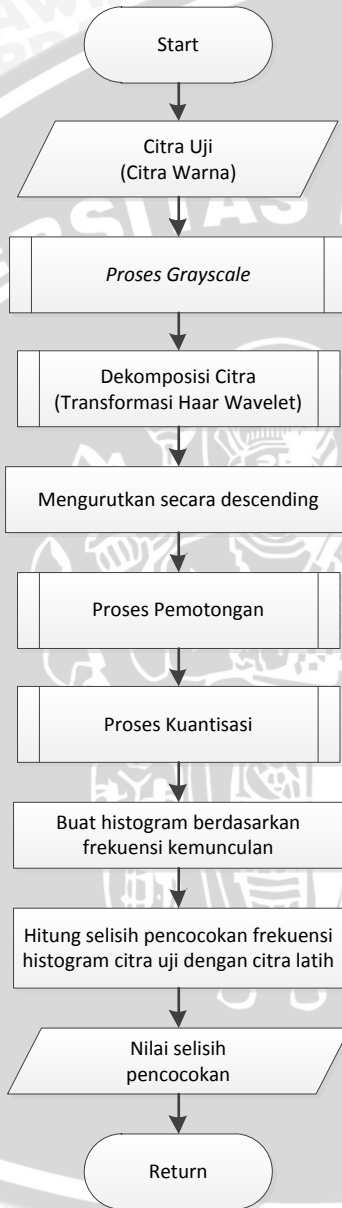 Start
Citra Uji
(Citra Warna)
Proses Grayscale
Dekomposisi Citra
(Transformasi Haar Wavelet)
Mengurutkan secara descending
Proses Pemotongan
Proses Kuantisasi
Buat histogram berdasarkan
frekuensi kemunculan
Hitung selisih pencocokan frekuensi
histogram citra uji dengan citra latih
Nilai selisih
pencocokan
Return